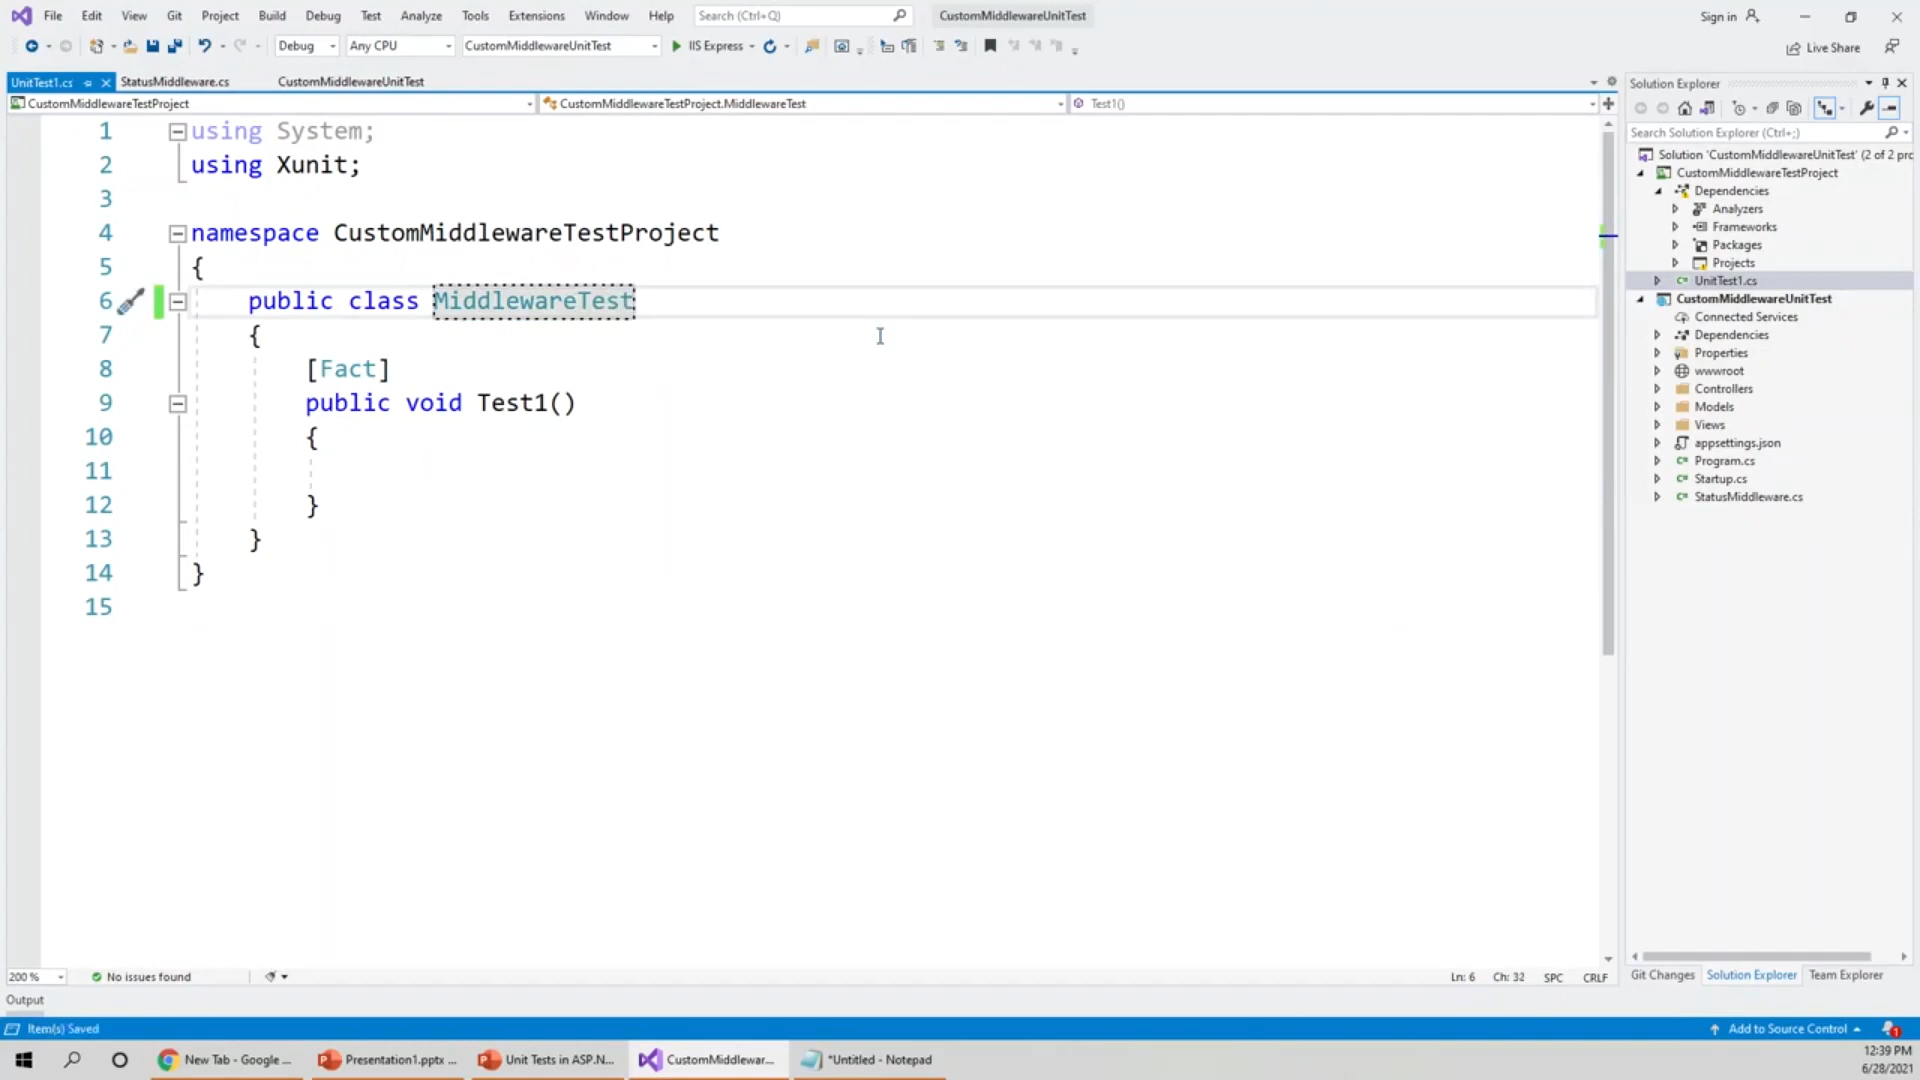 File Edit View Git Project Build Debug Test Analyze Tools Extensions Window Help Search (Ctrl+Q) CustomMiddlewareUnitTest Sign in
Debug Any CPU CustomMiddlewareUnitTest IIS Express Live Share
UnitTest1.cs StatusMiddleware.cs CustomMiddlewareUnitTest
CustomMiddlewareTestProject CustomMiddlewareTestProject.MiddlewareTest Test1()
1 using System;
2 using Xunit;
3
4 namespace CustomMiddlewareTestProject
5 {
6 public class MiddlewareTest
7 {
8 [Fact]
9 public void Test1()
10 {
11
12 }
13 }
14 }
15
200 % No issues found Ln: 6 Ch: 32 SPC CRLF
Solution Explorer
Search Solution Explorer (Ctrl+;)
Solution 'CustomMiddlewareUnitTest' (2 of 2 prc
CustomMiddlewareTestProject
Dependencies
Analyzers
Frameworks
Packages
Projects
UnitTest1.cs
CustomMiddlewareUnitTest
Connected Services
Dependencies
Properties
wwwroot
Controllers
Models
Views
appsettings.json
Program.cs
Startup.cs
StatusMiddleware.cs
Git Changes Solution Explorer Team Explorer
Output
Item(s) Saved Add to Source Control 1
New Tab - Google ... Presentation1.pptx ... Unit Tests in ASP.N... CustomMiddlewar... *Untitled - Notepad
12:39 PM
6/28/2021